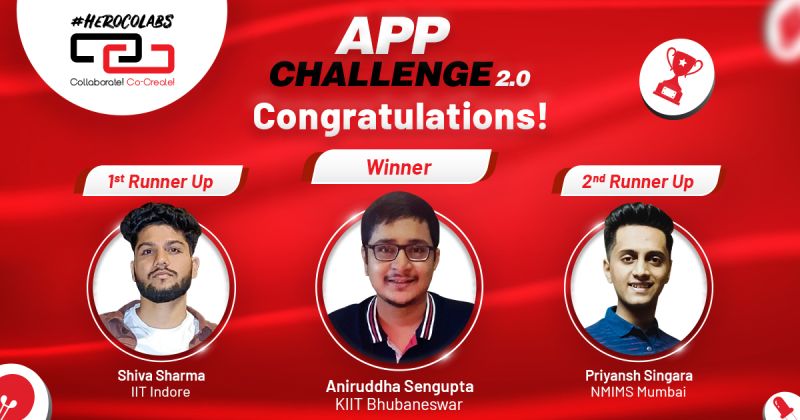 #HEROCOLABS
Collaborate! Co-Create!
APP
CHALLENGE 2.0
Congratulations!
1st Runner Up
Winner
2nd Runner Up
Shiva Sharma
IIT Indore
Aniruddha Sengupta
KIIT Bhubaneswar
Priyansh Singara
NMIMS Mumbai